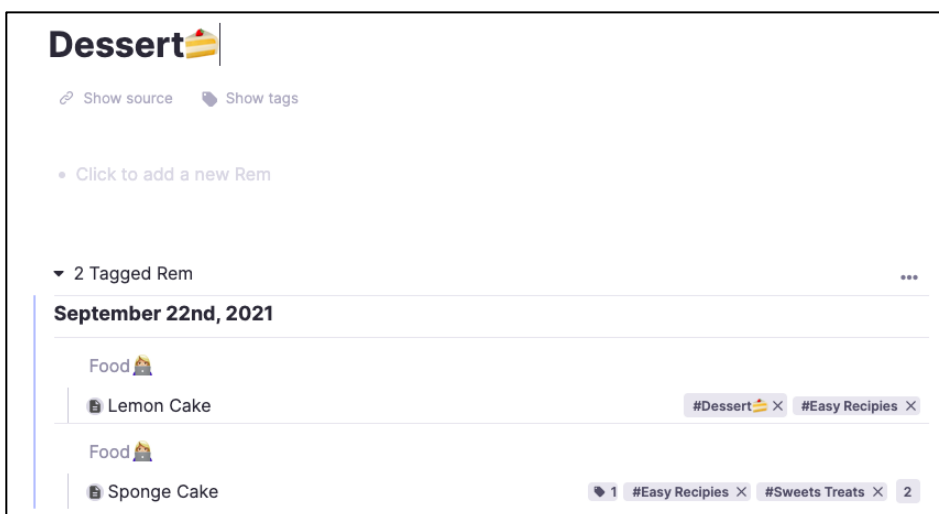 Dessert🍰
Show source Show tags
Click to add a new Rem
2 Tagged Rem
September 22nd, 2021
Food👩🏼‍💻
Lemon Cake #Dessert🍰 × #Easy Recipies ×
Food👩🏼‍💻
Sponge Cake 1 #Easy Recipies × #Sweets Treats × 2